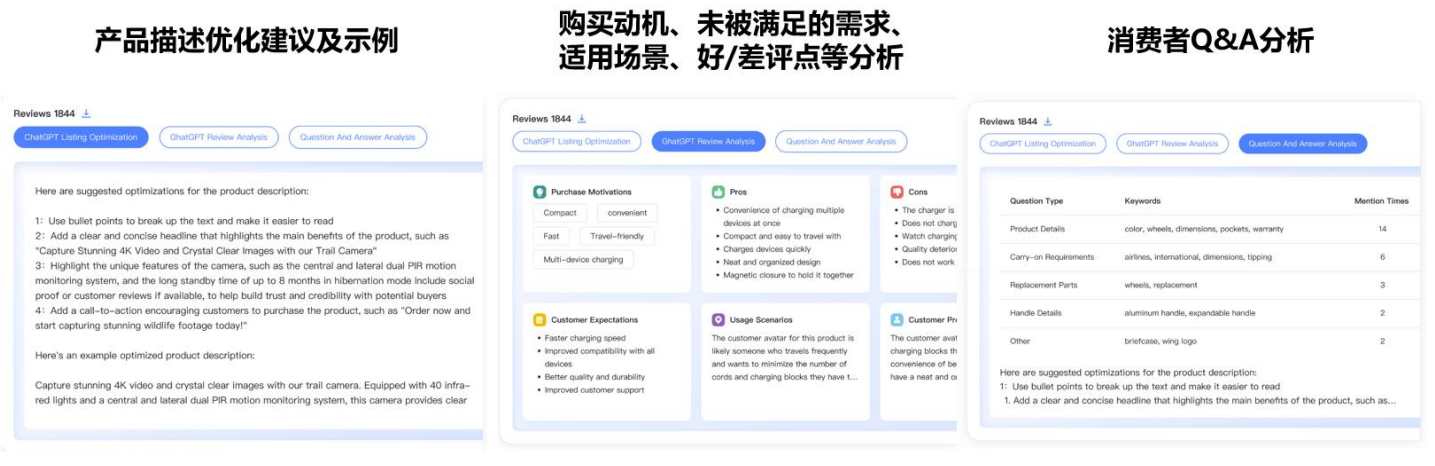 产品描述优化建议及示例
Reviews 1844
ChatGPT Listing Optimization
GhatGPT Review Analysis
Question And Answer Analysis
Here are suggested optimizations for the product description:
1: Use bullet points to break up the text and make it easier to read
2: Add a clear and concise headline that highlights the main benefits of the product, such as
"Capture Stunning 4K Video and Crystal Clear Images with our Trail Camera"
3: Highlight the unique features of the camera, such as the central and lateral dual PIR motion
monitoring system, and the long standby time of up to 8 months in hibernation mode Include social
proof or customer reviews if available, to help build trust and credibility with potential buyers
4: Add a call-to-action encouraging customers to purchase the product, such as "Order now and
start capturing stunning wildlife footage today!"
Here's an example optimized product description:
Capture stunning 4K video and crystal clear images with our trail camera. Equipped with 40 infra-
red lights and a central and lateral dual PIR motion monitoring system, this camera provides clear
购买动机、未被满足的需求、
适用场景、好/差评点等分析
Reviews 1844
ChatGPT Listing Optimization
GhatGPT Review Analysis
Question And Answer Analysis
Purchase Motivations
Compact
convenient
Fast
Travel-friendly
Multi-device charging
Pros
• Convenience of charging multiple
devices at once
• Compact and easy to travel with
• Charges devices quickly
• Neat and organized design
• Magnetic closure to hold it together
Cons
• The charger is
• Does not charg
• Watch charging
• Quality deterior
• Does not work
Customer Expectations
• Faster charging speed
• Improved compatibility with all
devices
• Better quality and durability
• Improved customer support
Usage Scenarios
The customer avatar for this product is
likely someone who travels frequently
and wants to minimize the number of
cords and charging blocks they have t...
Customer Pr
The customer avat
charging blocks th
convenience of be
have a neat and or
消费者Q&A分析
Reviews 1844
ChatGPT Listing Optimization
GhatGPT Review Analysis
Question And Answer Analysis
Question Type Keywords Mention Times
Product Details color, wheels, dimensions, pockets, warranty 14
Carry-on Requirements airlines, international, dimensions, tipping 6
Replacement Parts wheels, replacement 3
Handle Details aluminum handle, expandable handle 2
Other briefcase, wing logo 2
Here are suggested optimizations for the product description:
1: Use bullet points to break up the text and make it easier to read
1. Add a clear and concise headline that highlights the main benefits of the product, such as...